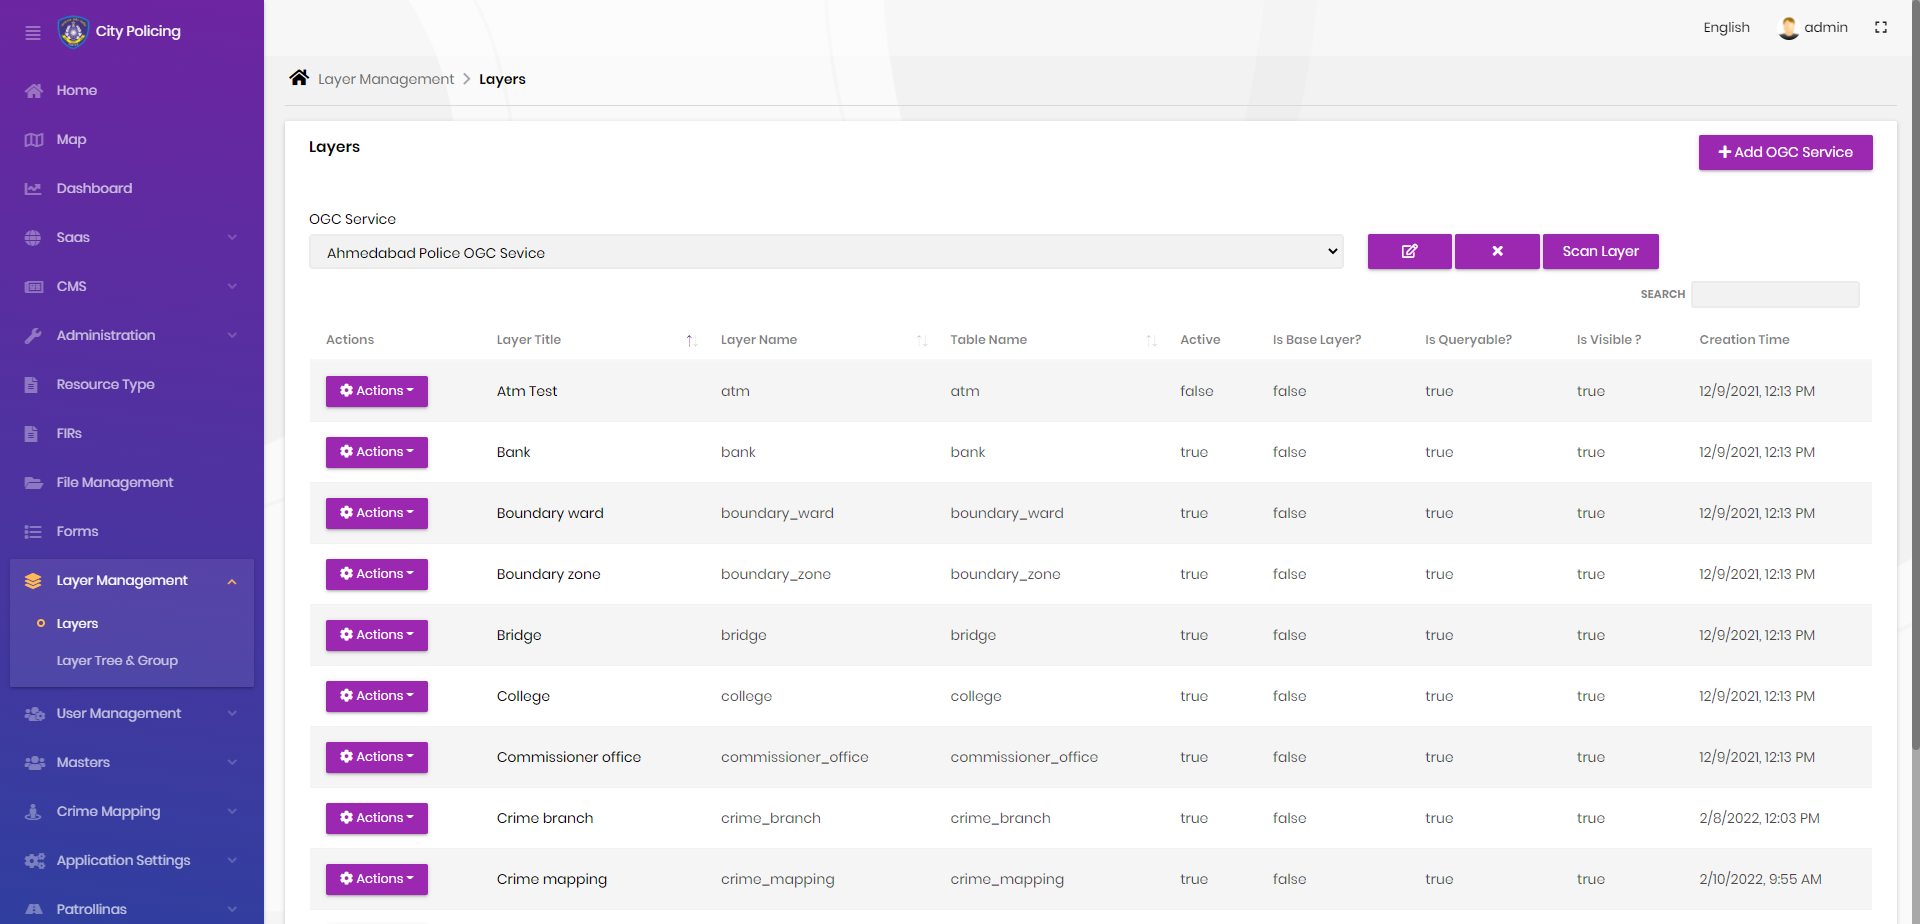 City Policing
English
admin
Home
Map
Dashboard
Saas
CMS
Administration
Resource Type
FIRs
File Management
Forms
Layer Management
Layers
Layer Tree & Group
User Management
Masters
Crime Mapping
Application Settings
Patrollings
Layer Management > Layers
Layers
Add OGC Service
OGC Service
Ahmedabad Police OGC Sevice
Scan Layer
SEARCH
Actions Layer Title Layer Name Table Name Active Is Base Layer? Is Queryable? Is Visible ? Creation Time
Actions Atm Test atm atm false false true true 12/9/2021, 12:13 PM
Actions Bank bank bank true false true true 12/9/2021, 12:13 PM
Actions Boundary ward boundary_ward boundary_ward true false true true 12/9/2021, 12:13 PM
Actions Boundary zone boundary_zone boundary_zone true false true true 12/9/2021, 12:13 PM
Actions Bridge bridge bridge true false true true 12/9/2021, 12:13 PM
Actions College college college true false true true 12/9/2021, 12:13 PM
Actions Commissioner office commissioner_office commissioner_office true false true true 12/9/2021, 12:13 PM
Actions Crime branch crime_branch crime_branch true false true true 2/8/2022, 12:03 PM
Actions Crime mapping crime_mapping crime_mapping true false true true 2/10/2022, 9:55 AM